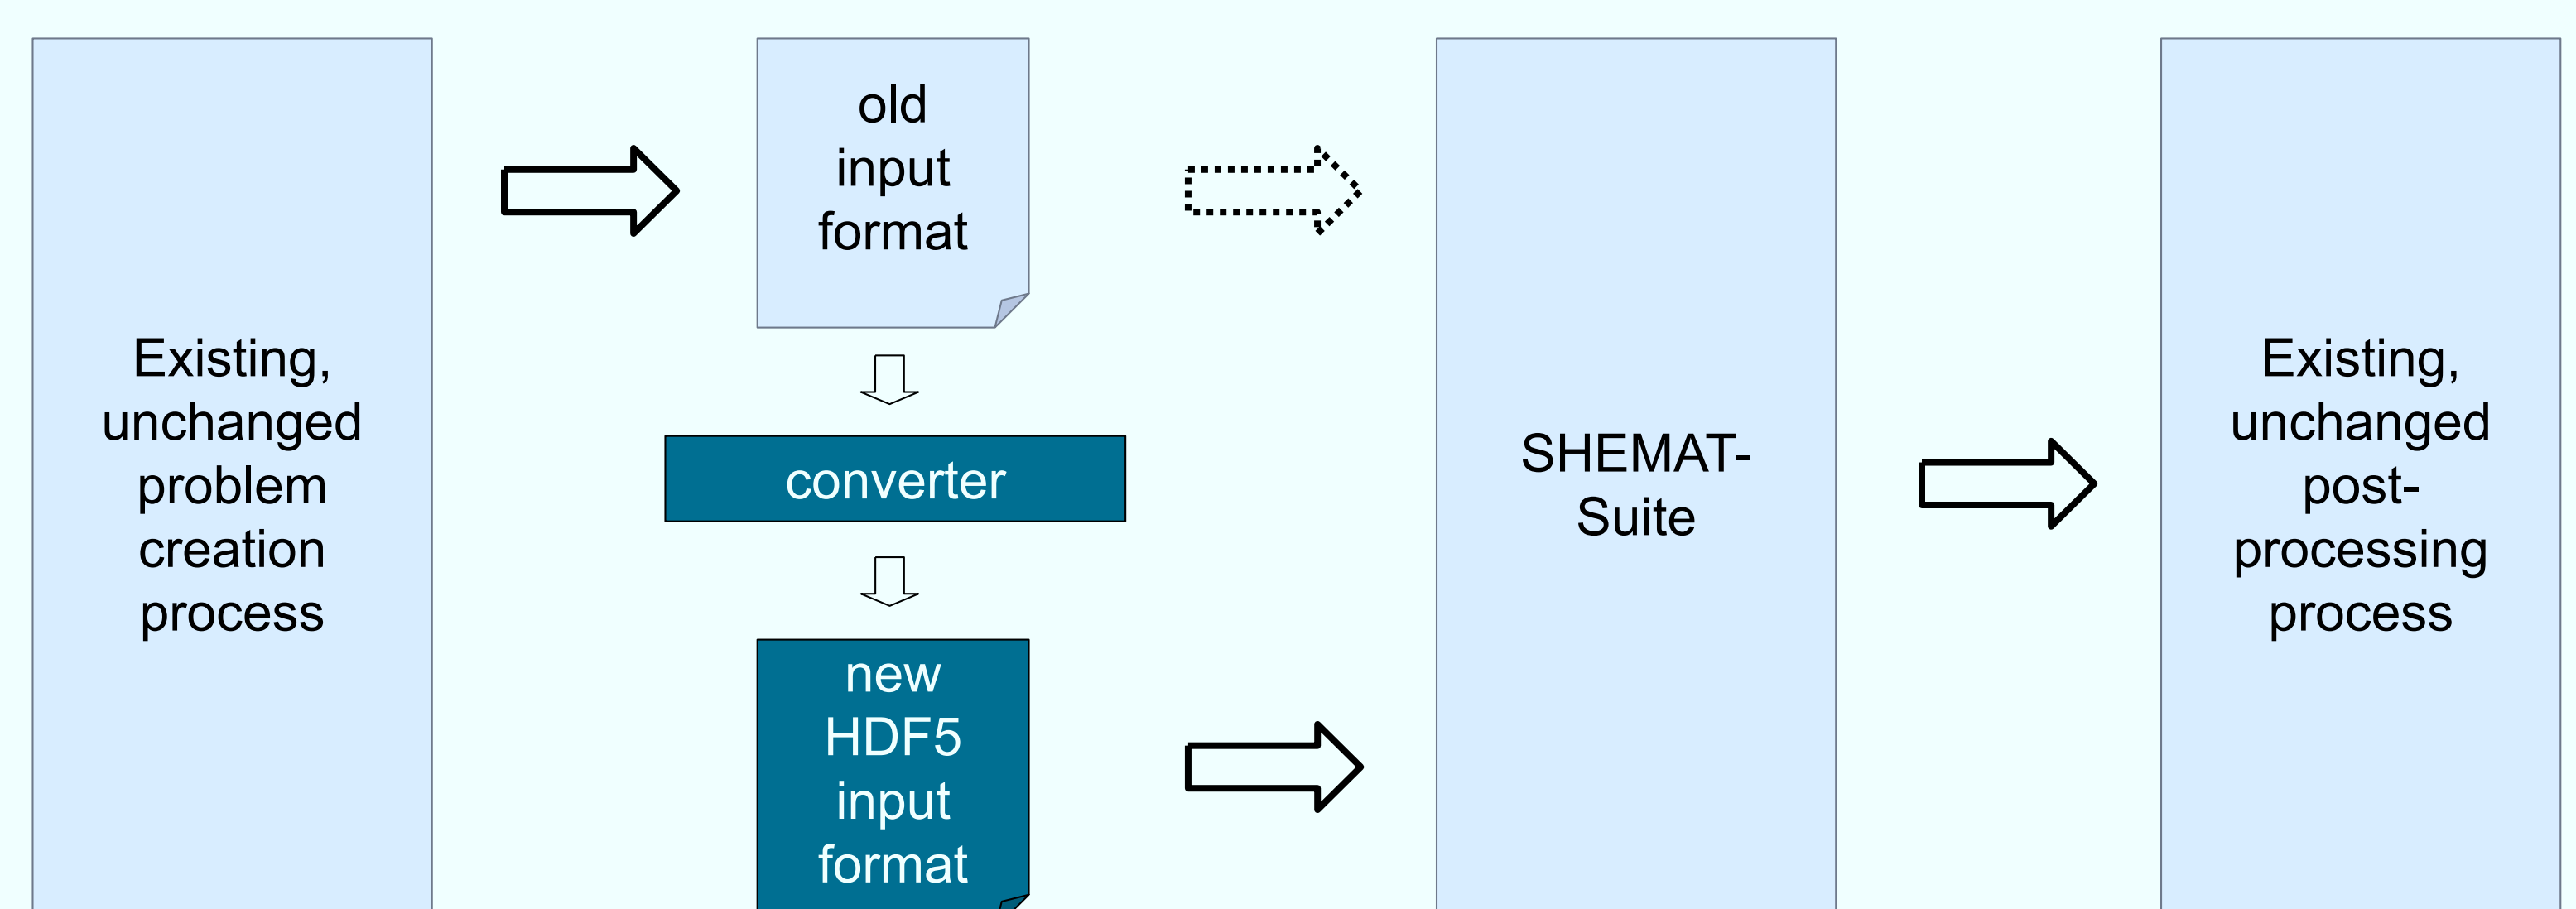 Existing,
unchanged
problem
creation
process
old
input
format
converter
new
HDF5
input
format
SHEMAT-
Suite
Existing,
unchanged
post-
processing
process